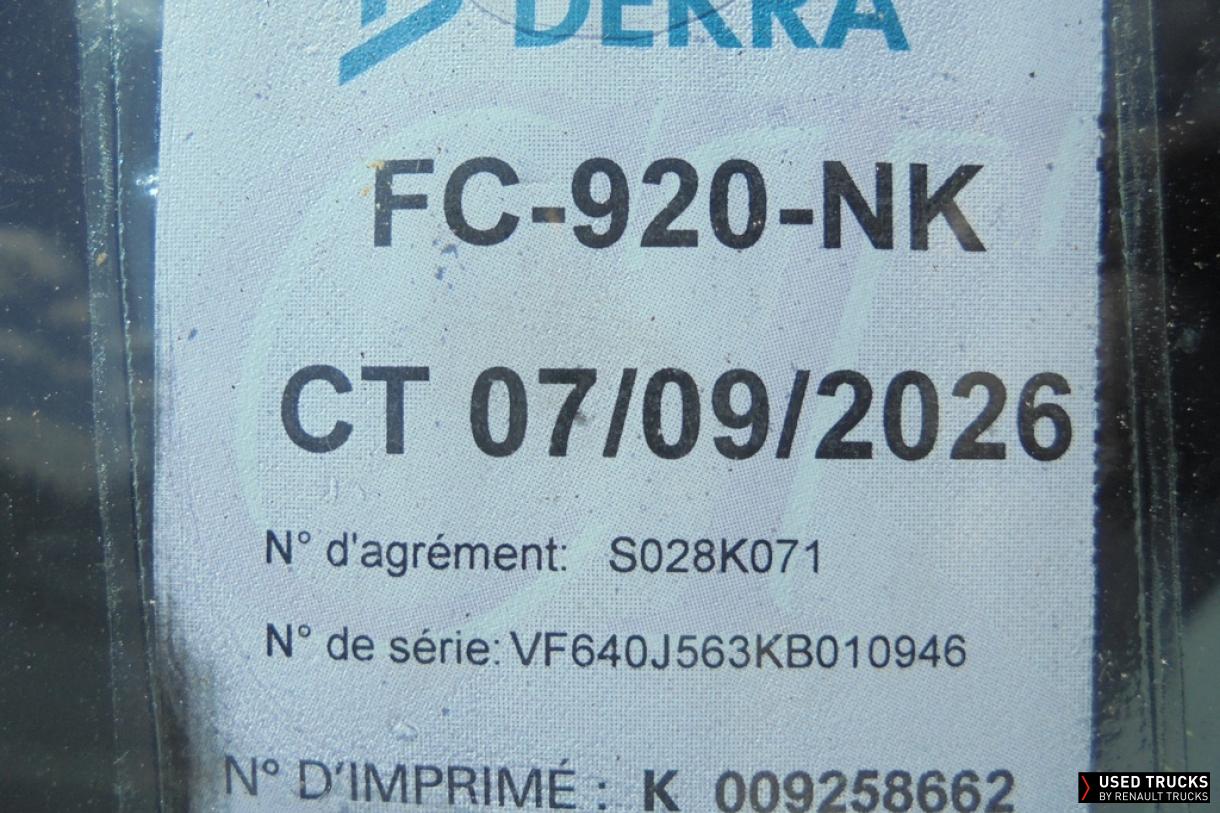 DEKRA
FC-920-NK
CT 07/09/2026
N° d'agrément: S028K071
N° de série: VF640J563KB010946
N° D'IMPRIMÉ : K 009258662
USED TRUCKS
BY RENAULT TRUCKS